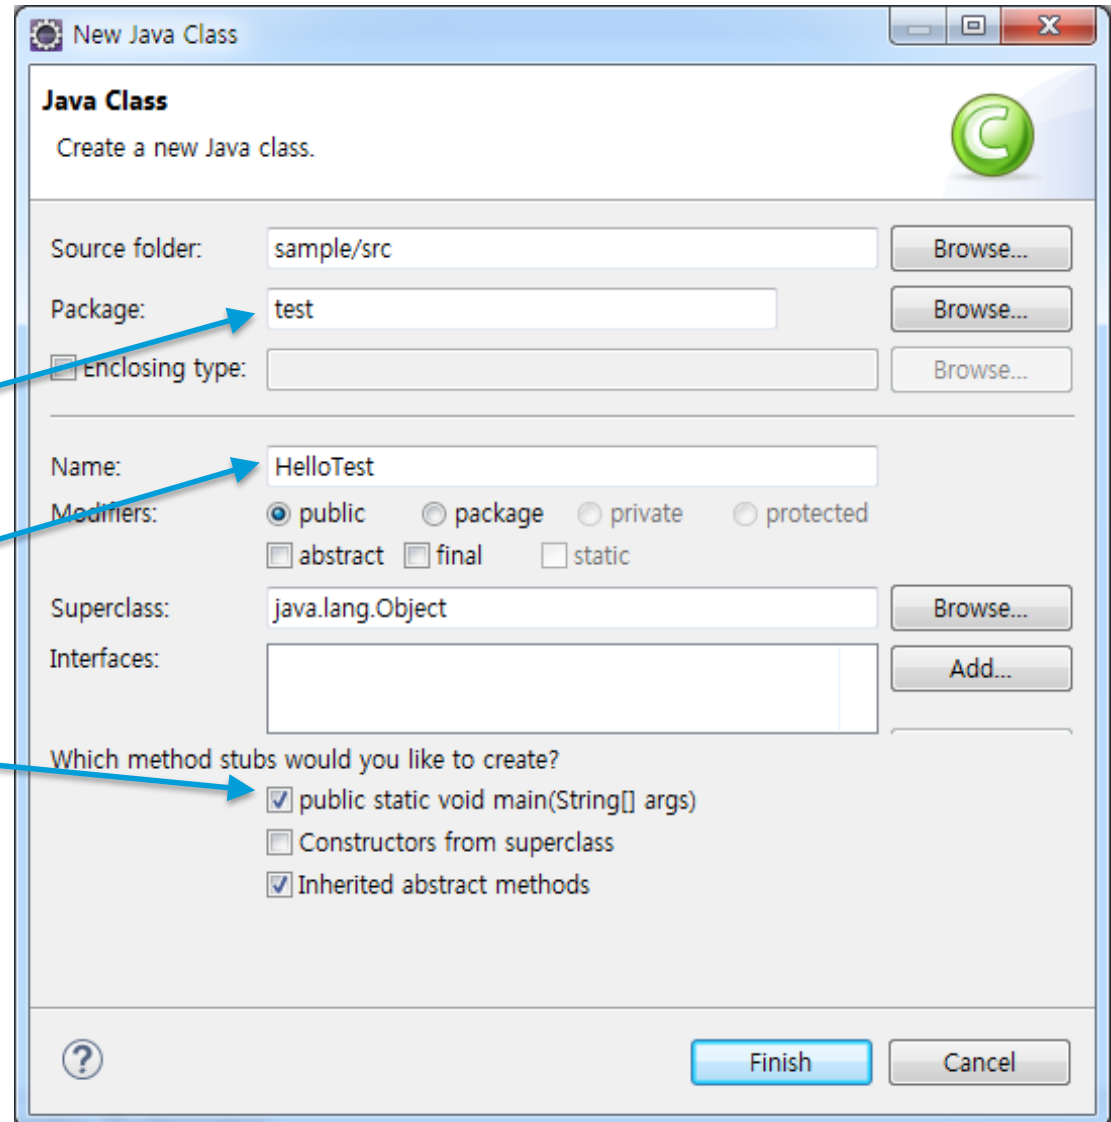 New Java Class
Java Class
Create a new Java class.
Source folder: sample/src Browse...
Package: test Browse...
Enclosing type: Browse...
Name: HelloTest
Modifiers: public package private protected
abstract final static
Superclass: java.lang.Object Browse...
Interfaces: Add...
Which method stubs would you like to create?
public static void main(String[] args)
Constructors from superclass
Inherited abstract methods
? Finish Cancel